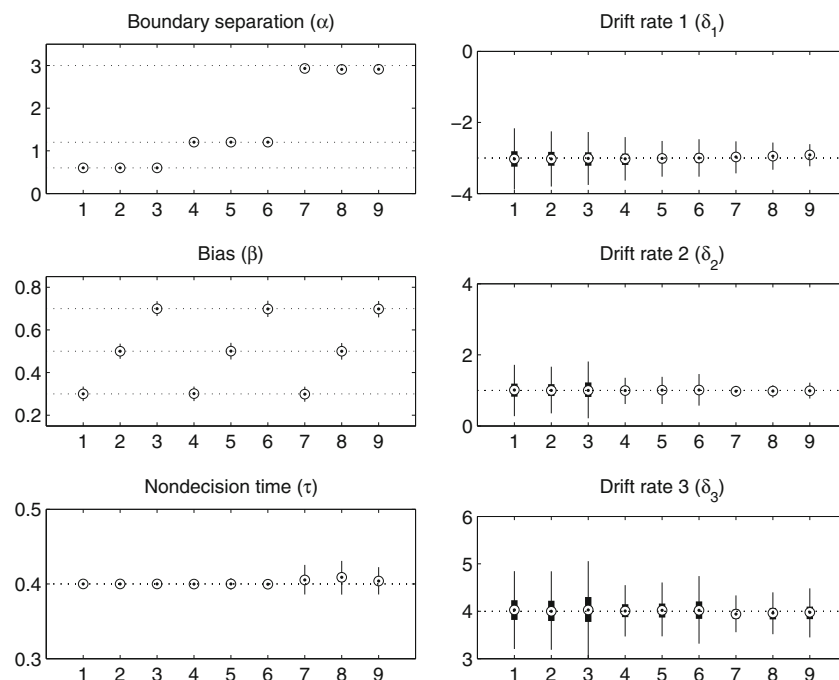 Boundary separation (α)
3
2
1
0
1 2 3 4 5 6 7 8 9
Drift rate 1 (δ1)
0
−2
−4
1 2 3 4 5 6 7 8 9
Bias (β)
0.8
0.6
0.4
0.2
1 2 3 4 5 6 7 8 9
Drift rate 2 (δ2)
4
2
0
1 2 3 4 5 6 7 8 9
Nondecision time (τ)
0.5
0.4
0.3
1 2 3 4 5 6 7 8 9
Drift rate 3 (δ3)
6
5
4
3
1 2 3 4 5 6 7 8 9